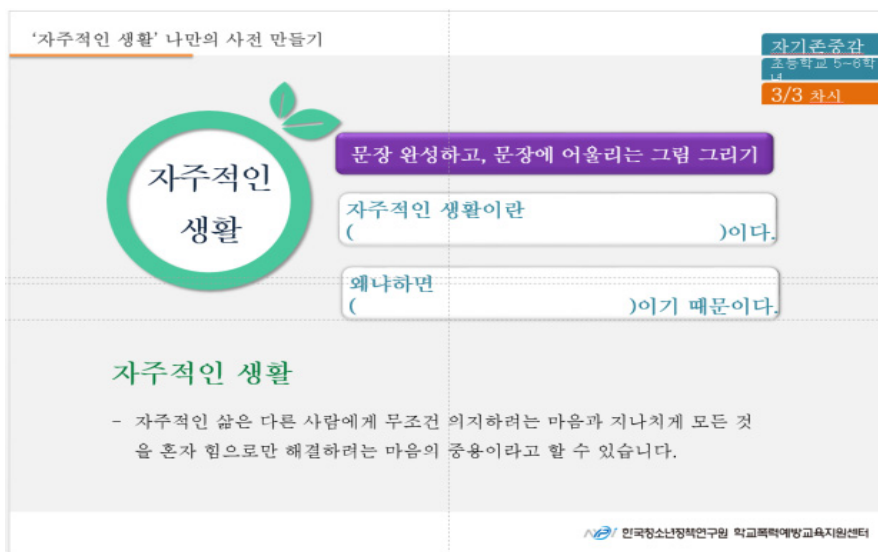 ‘자주적인 생활’ 나만의 사전 만들기
자기존중감
초등학교 5~6학
년
3/3 차시
자주적인
생활
문장 완성하고, 문장에 어울리는 그림 그리기
자주적인 생활이란
( )이다.
왜냐하면
( )이기 때문이다.
자주적인 생활
- 자주적인 삶은 다른 사람에게 무조건 의지하려는 마음과 지나치게 모든 것
을 혼자 힘으로만 해결하려는 마음의 중용이라고 할 수 있습니다.
한국청소년정책연구원 학교폭력예방교육지원센터